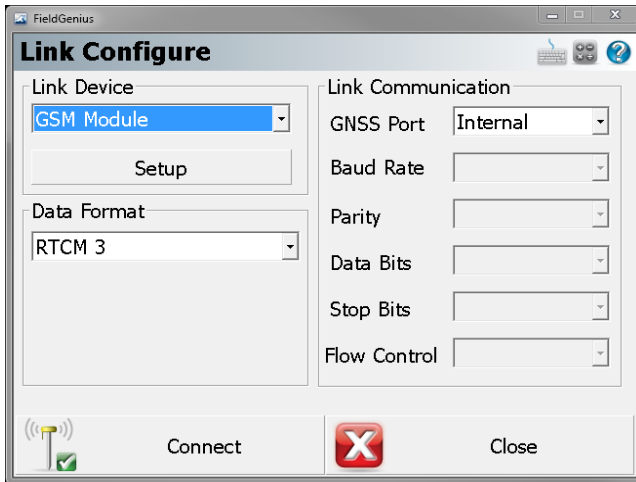 FieldGenius
Link Configure
Link Device
GSM Module
Setup
Data Format
RTCM 3
Link Communication
GNSS Port Internal
Baud Rate
Parity
Data Bits
Stop Bits
Flow Control
Connect
Close